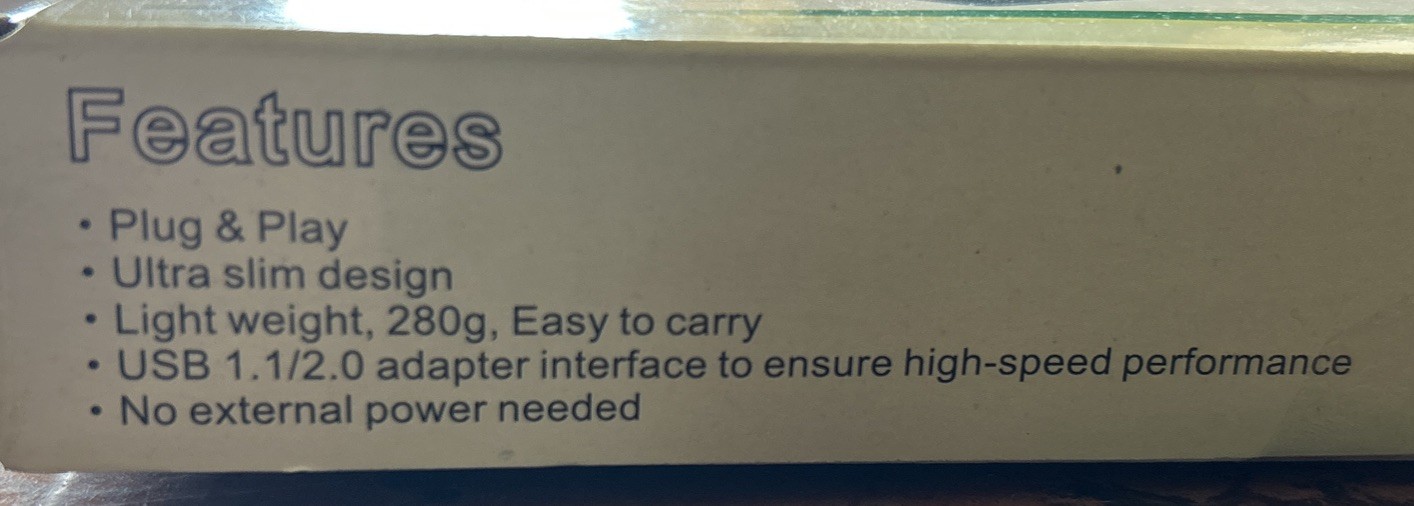 Features
• Plug & Play
• Ultra slim design
• Light weight, 280g, Easy to carry
• USB 1.1/2.0 adapter interface to ensure high-speed performance
• No external power needed